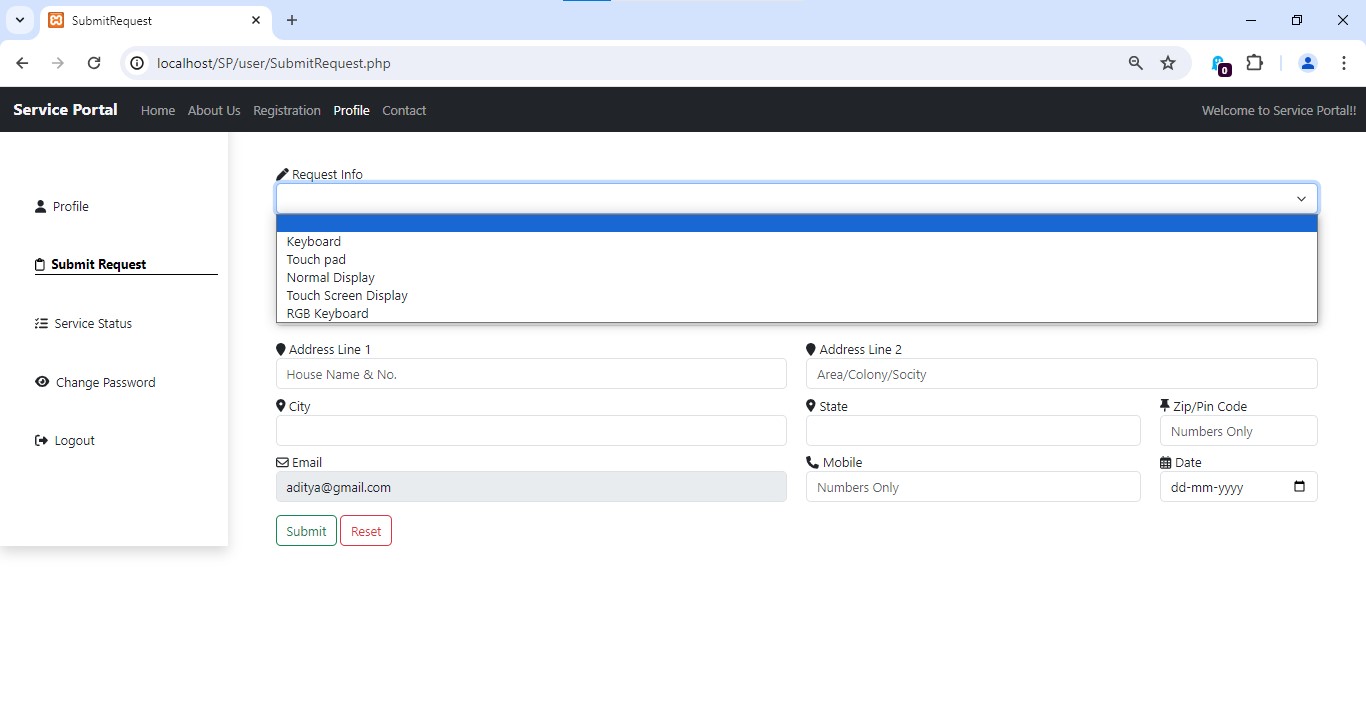 SubmitRequest
localhost/SP/user/SubmitRequest.php
0
Service Portal Home About Us Registration Profile Contact Welcome to Service Portal!!
Profile
Submit Request
Service Status
Change Password
Logout
Request Info
Keyboard
Touch pad
Normal Display
Touch Screen Display
RGB Keyboard
Address Line 1 Address Line 2
House Name & No. Area/Colony/Socity
City State Zip/Pin Code
Numbers Only
Email Mobile Date
aditya@gmail.com Numbers Only dd-mm-yyyy
Submit Reset